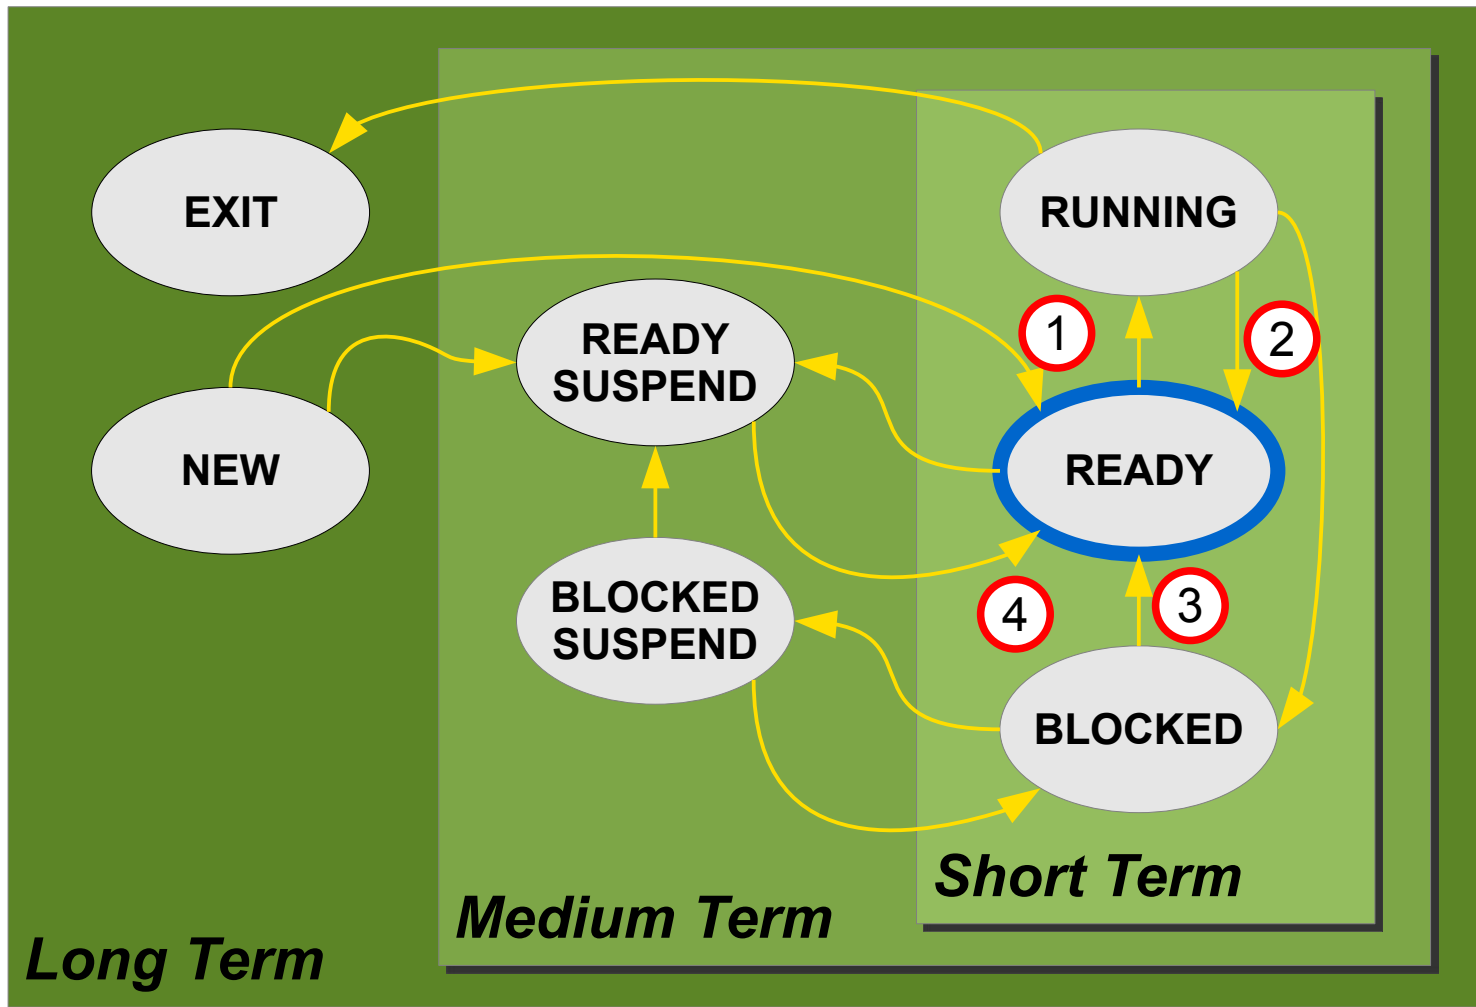 EXIT
RUNNING
READY
SUSPEND
1
2
NEW
READY
BLOCKED
SUSPEND
4
3
BLOCKED
Short Term
Medium Term
Long Term